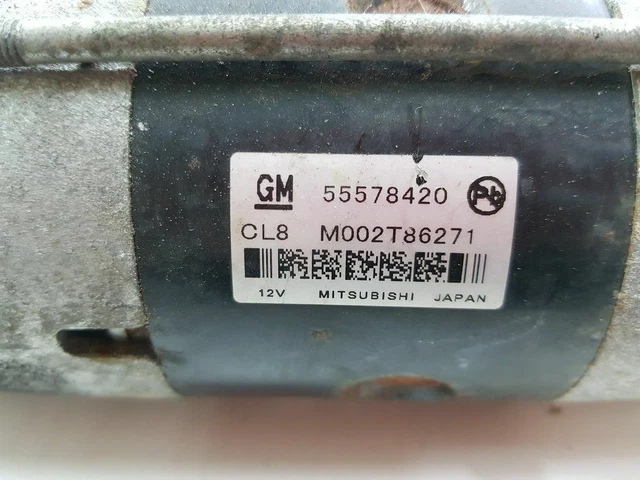 GM 55578420 Pb
CL8 M002T86271
12V MITSUBISHI JAPAN